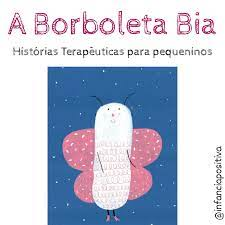 A Borboleta Bia
Histórias Terapêuticas para pequeninos
@infanciapositiva